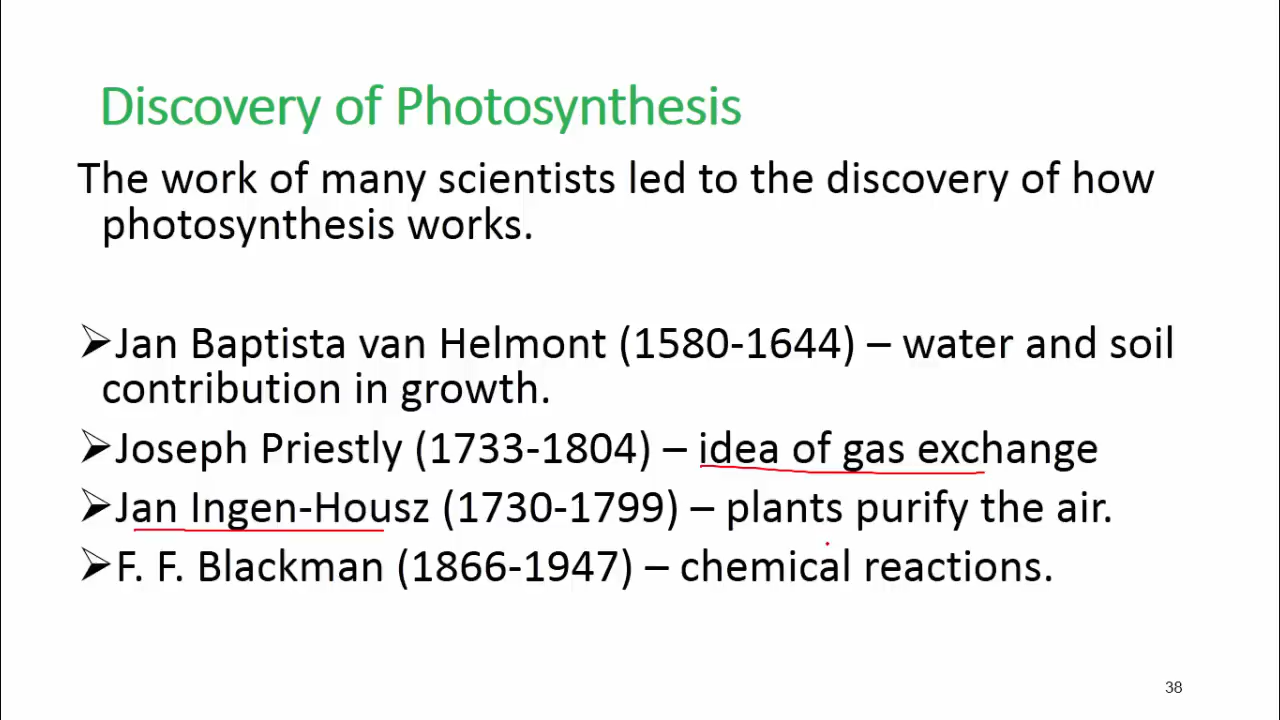 Discovery of Photosynthesis
The work of many scientists led to the discovery of how
photosynthesis works.
➢Jan Baptista van Helmont (1580-1644) – water and soil
contribution in growth.
➢Joseph Priestly (1733-1804) – idea of gas exchange
➢Jan Ingen-Housz (1730-1799) – plants purify the air.
➢F. F. Blackman (1866-1947) – chemical reactions.
38